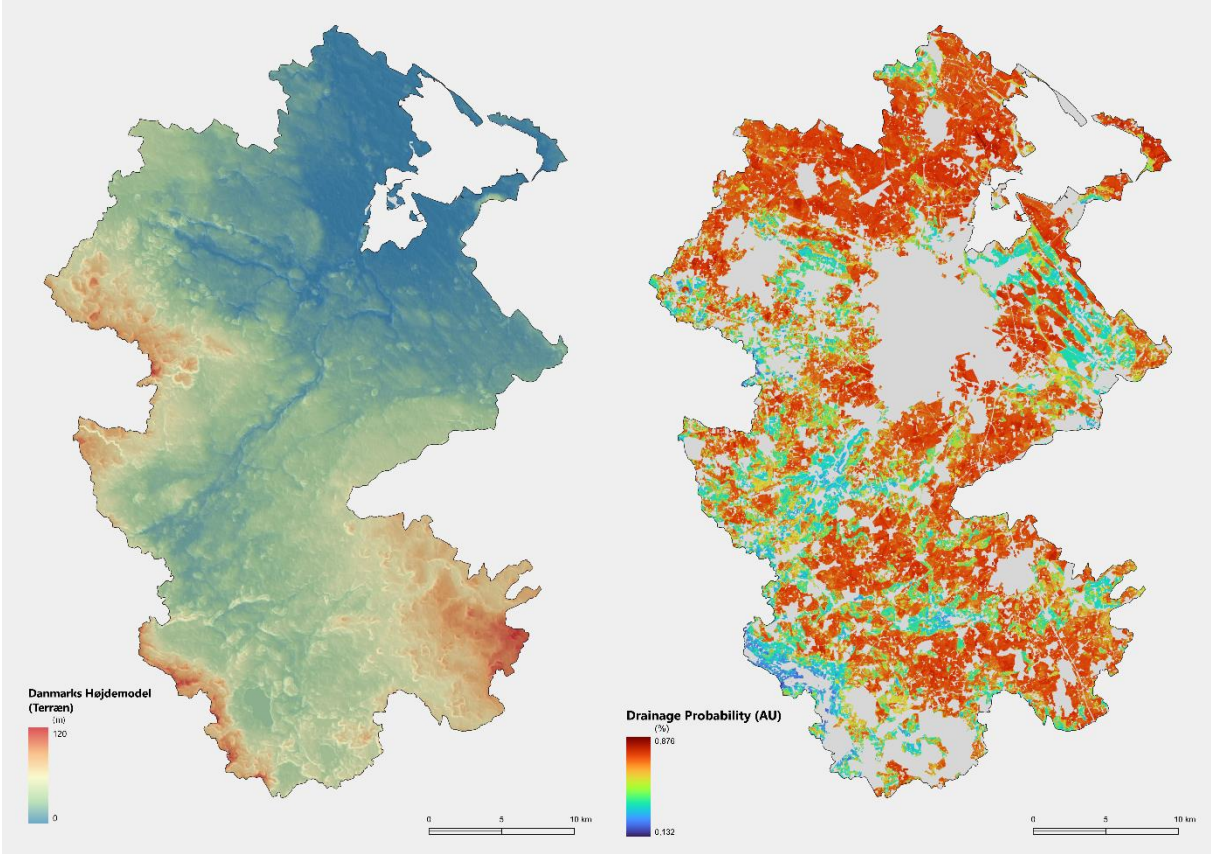 Danmarks Højdemodel
(Terræn)
(m)
120
0
0 5 10 km
Drainage Probability (AU)
(%)
0.876
0.132
0 5 10 km